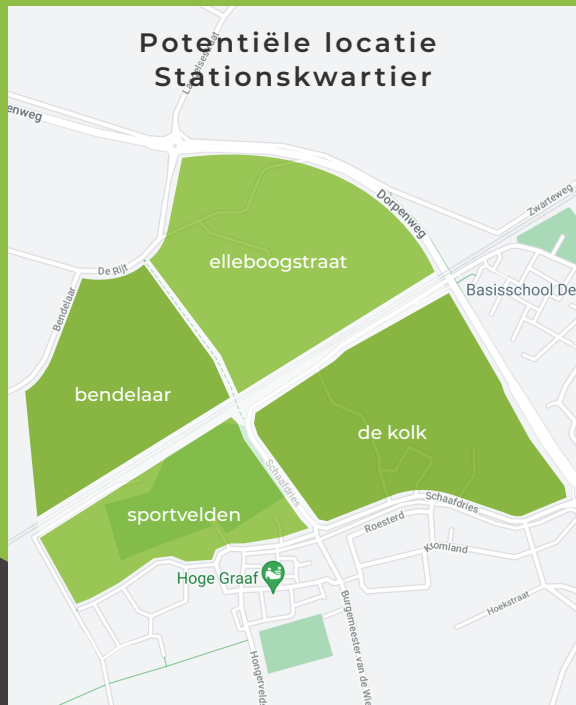 Potentiële locatie
Stationskwartier
enweg
Dorpenweg
Zwarteweg
elleboogstraat
De Rijt
Basisschool De
Bendelaar
bendelaar
de kolk
Schaafdries
Schaafdries
sportvelden
Roesterd
Kromland
Hoge Graaf
Hoekstraat
Burgemeester van de Wie
Hongerveld